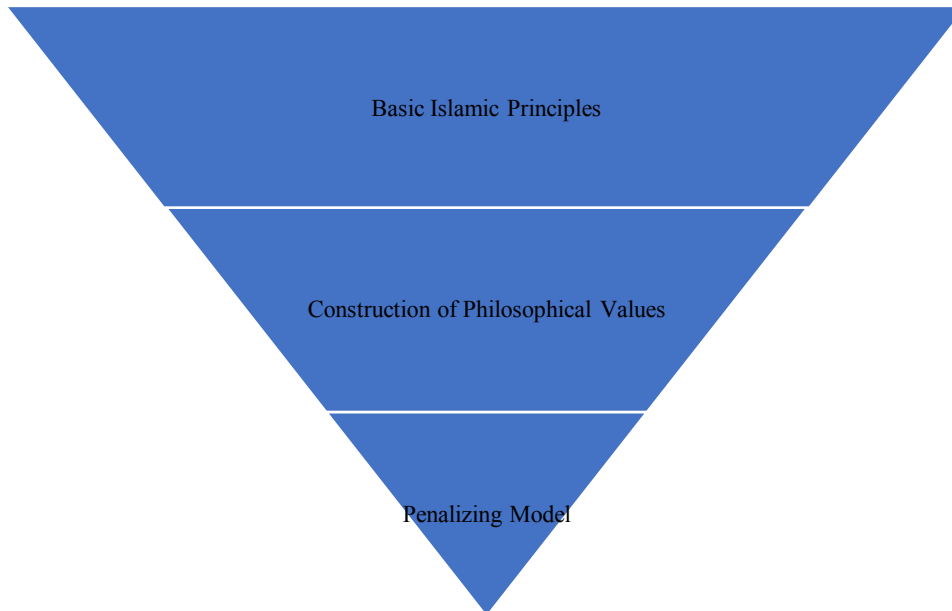 Basic Islamic Principles
Construction of Philosophical Values
Penalizing Model